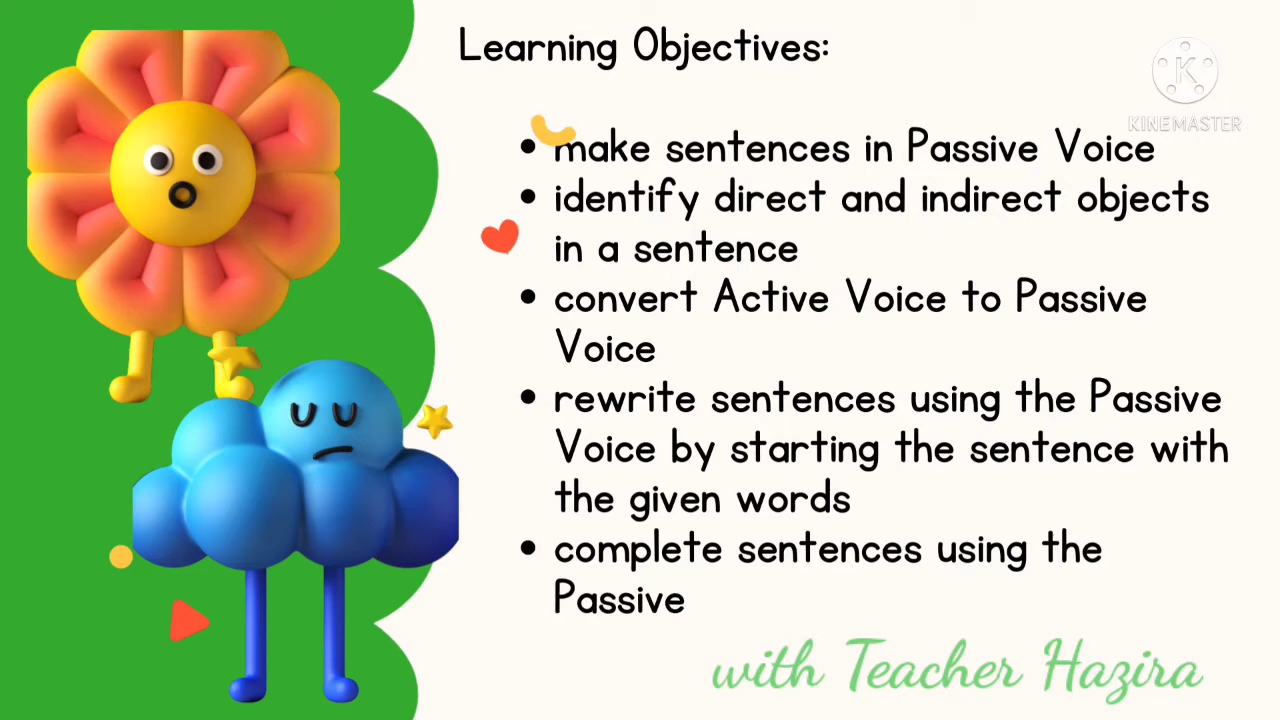 Learning Objectives:
K
KINEMASTER
• make sentences in Passive Voice
• identify direct and indirect objects
in a sentence
• convert Active Voice to Passive
Voice
• rewrite sentences using the Passive
Voice by starting the sentence with
the given words
• complete sentences using the
Passive
with Teacher Hazira